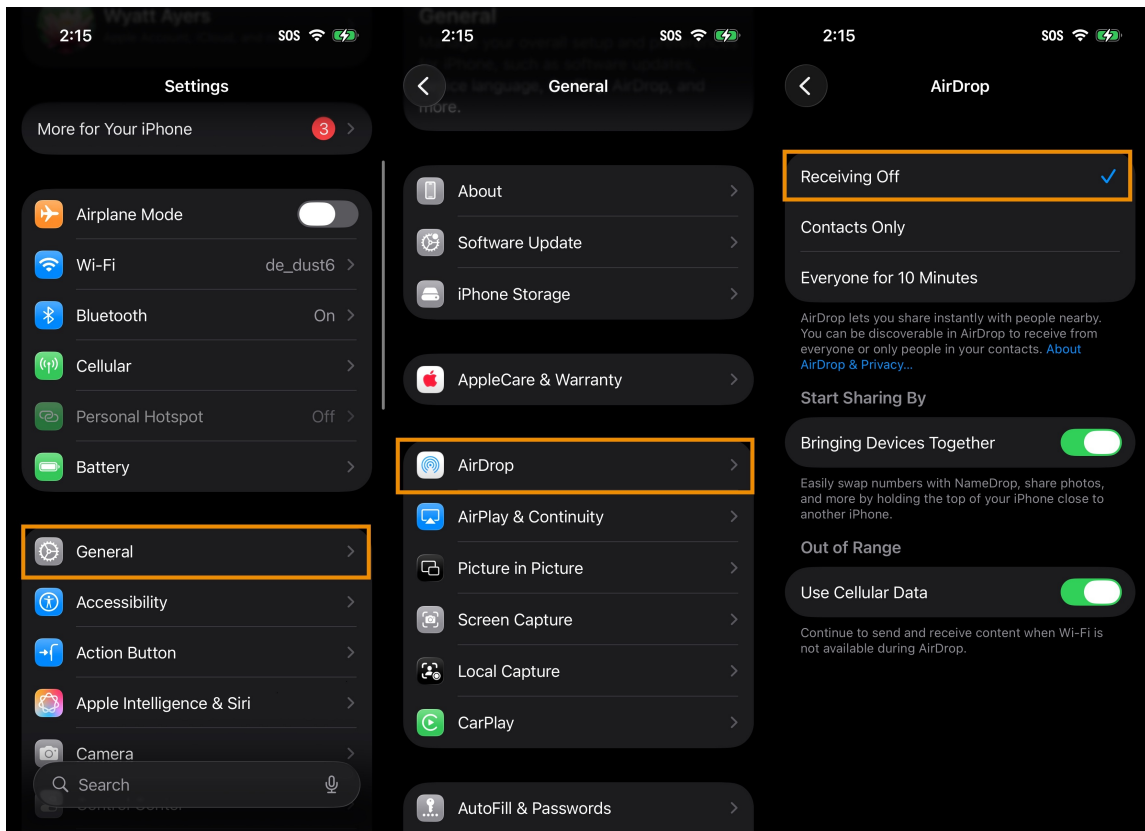 Wyatt Ayers
2:15
SOS
Settings
More for Your iPhone
3
Airplane Mode
Wi-Fi
de_dust6
Bluetooth
On
Cellular
Personal Hotspot
Off
Battery
General
Accessibility
Action Button
Apple Intelligence & Siri
Camera
Search
Control Center
General
2:15
SOS
General
more.
About
Software Update
iPhone Storage
AppleCare & Warranty
AirDrop
AirPlay & Continuity
Picture in Picture
Screen Capture
Local Capture
CarPlay
AutoFill & Passwords
2:15
SOS
AirDrop
Receiving Off
Contacts Only
Everyone for 10 Minutes
AirDrop lets you share instantly with people nearby.
You can be discoverable in AirDrop to receive from
everyone or only people in your contacts. About
AirDrop & Privacy...
Start Sharing By
Bringing Devices Together
Easily swap numbers with NameDrop, share photos,
and more by holding the top of your iPhone close to
another iPhone.
Out of Range
Use Cellular Data
Continue to send and receive content when Wi-Fi is
not available during AirDrop.